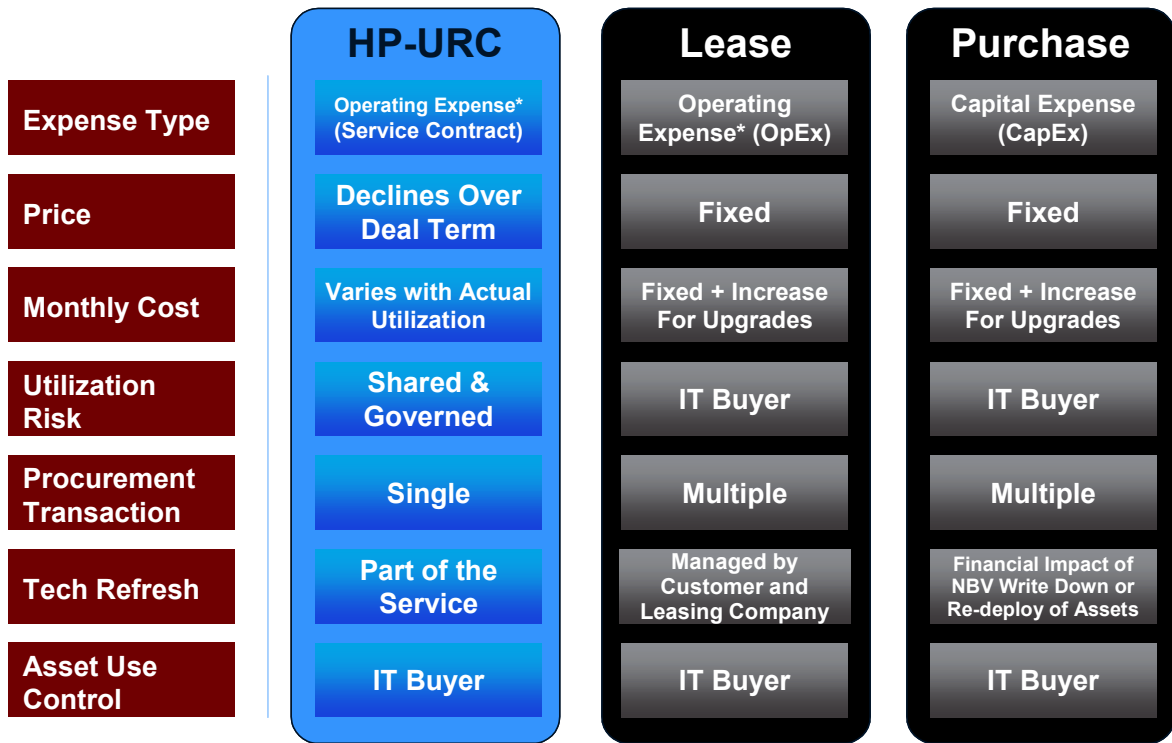 HP-URC
Lease
Purchase
Expense Type
Operating Expense*
(Service Contract)
Operating
Expense* (OpEx)
Capital Expense
(CapEx)
Price
Declines Over
Deal Term
Fixed
Fixed
Monthly Cost
Varies with Actual
Utilization
Fixed + Increase
For Upgrades
Fixed + Increase
For Upgrades
Utilization
Risk
Shared &
Governed
IT Buyer
IT Buyer
Procurement
Transaction
Single
Multiple
Multiple
Tech Refresh
Part of the
Service
Managed by
Customer and
Leasing Company
Financial Impact of
NBV Write Down or
Re-deploy of Assets
Asset Use
Control
IT Buyer
IT Buyer
IT Buyer